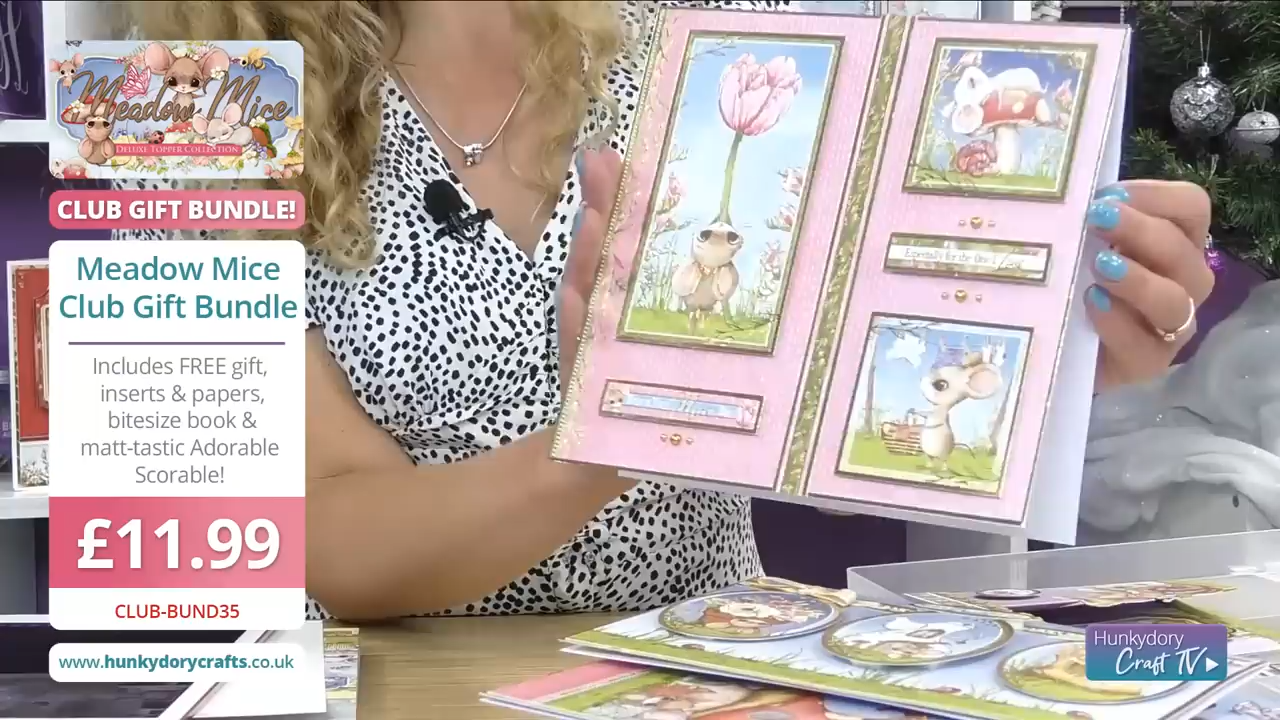 Meadow Mice
DELUXE TOPPER COLLECTION
CLUB GIFT BUNDLE!
Meadow Mice
Club Gift Bundle
Includes FREE gift,
inserts & papers,
bitesize book &
matt-tastic Adorable
Scorable!
£11.99
CLUB-BUND35
www.hunkydorycrafts.co.uk
Especially for the One I Love
Hunkydory
Craft TV